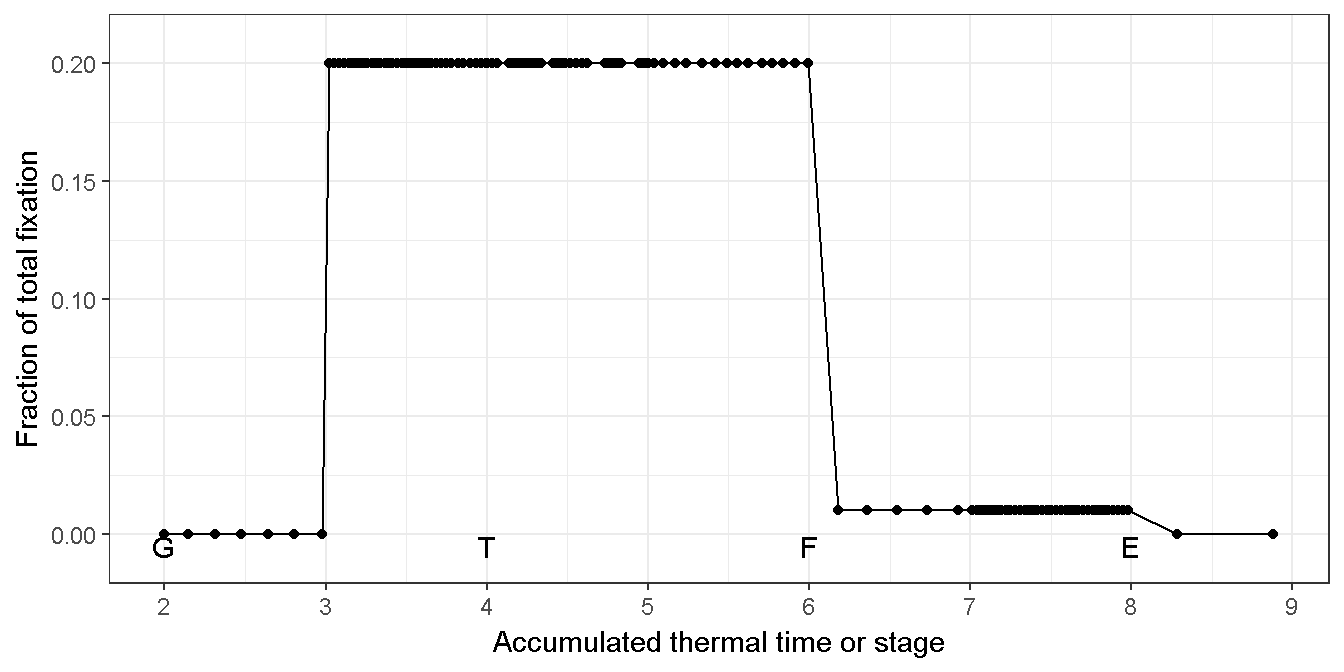 Fraction of total fixation
0.20
0.15
0.10
0.05
0.00
G T F E
2 3 4 5 6 7 8 9
Accumulated thermal time or stage